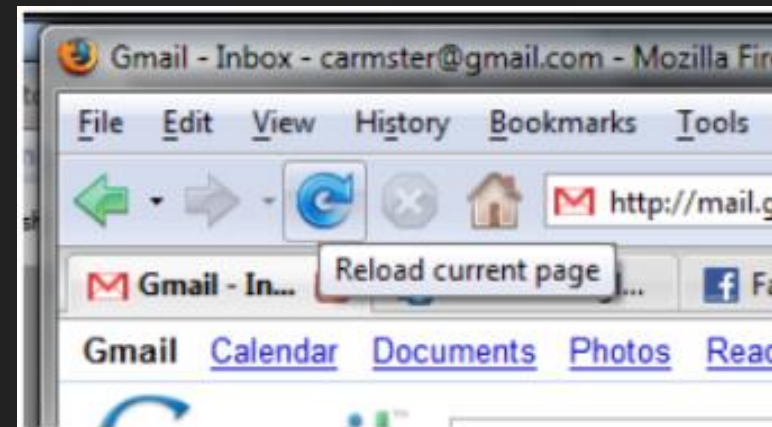 Gmail - Inbox - carmster@gmail.com - Mozilla Fir
File Edit View History Bookmarks Tools
http://mail.g
Reload current page
Gmail - In...
Gmail Calendar Documents Photos Read